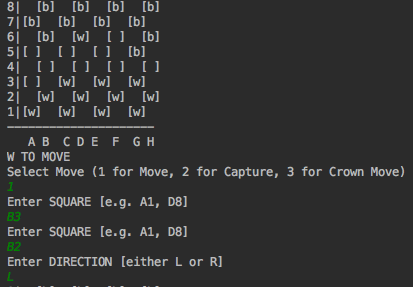 8|  [b]  [b]  [b]  [b]
7|[b]  [b]  [b]  [b]
6|  [b]  [w]  [ ]  [b]
5|[ ]  [ ]  [ ]  [b]
4|  [ ]  [ ]  [ ]  [ ]
3|[ ]  [w]  [w]  [w]
2|  [w]  [w]  [w]  [w]
1|[w]  [w]  [w]  [w]
_____________________
   A B  C D E  F  G H
W TO MOVE
Select Move (1 for Move, 2 for Capture, 3 for Crown Move)
1
Enter SQUARE [e.g. A1, D8]
B3
Enter SQUARE [e.g. A1, D8]
B2
Enter DIRECTION [either L or R]
L